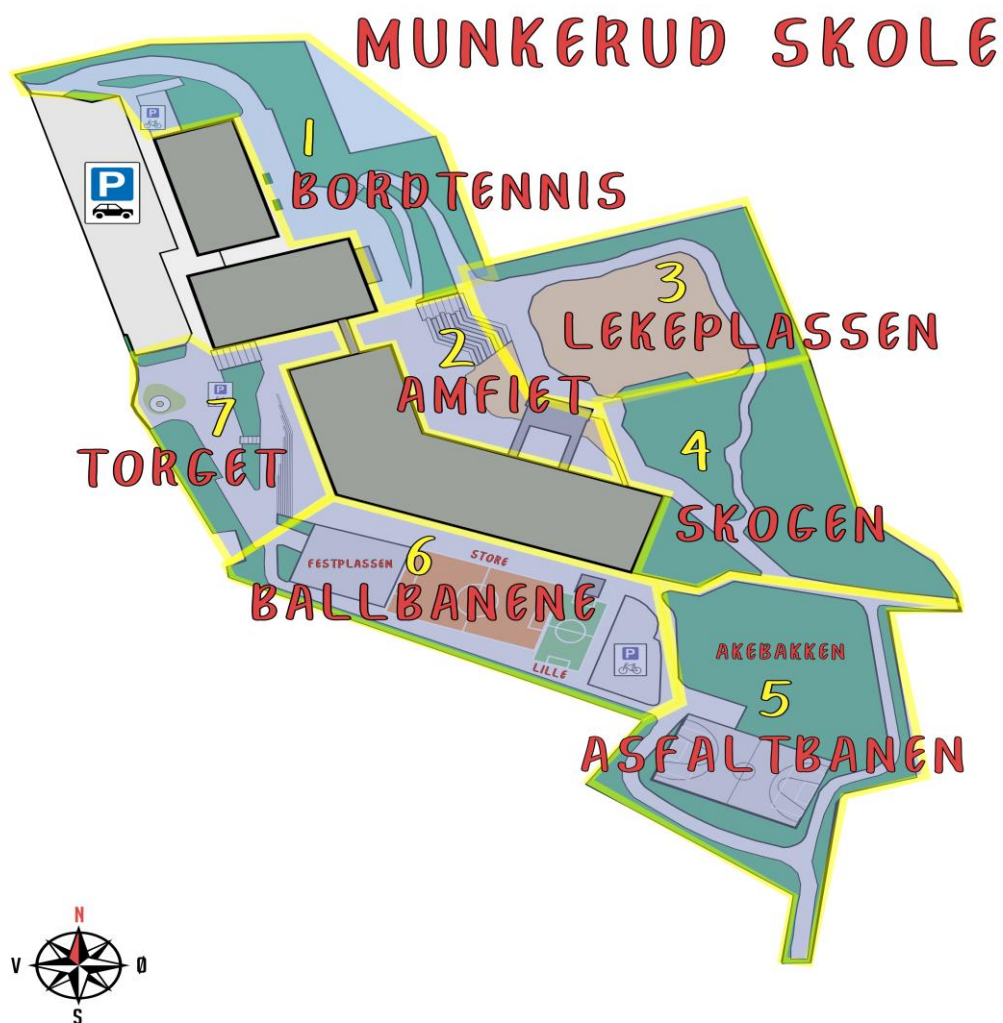 MUNKERUD SKOLE
P
1
BORDTENNIS
P
3
LEKEPLASSEN
2
AMFIET
P
7
TORGET
4
SKOGEN
6
STORE
FESTPLASSEN
BALLBANENE
LILLE
P
AKEBAKKEN
5
ASFALTBANEN
N
V Ø
S